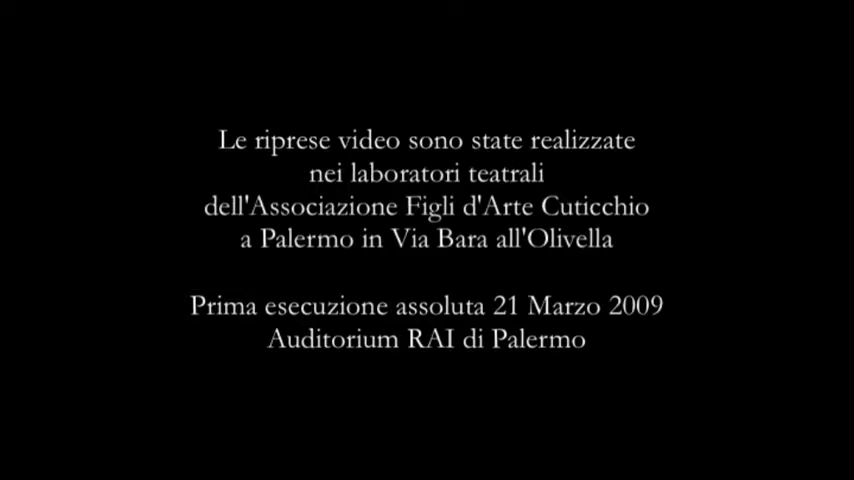 Le riprese video sono state realizzate
nei laboratori teatrali
dell'Associazione Figli d'Arte Cuticchio
a Palermo in Via Bara all'Olivella
Prima esecuzione assoluta 21 Marzo 2009
Auditorium RAI di Palermo